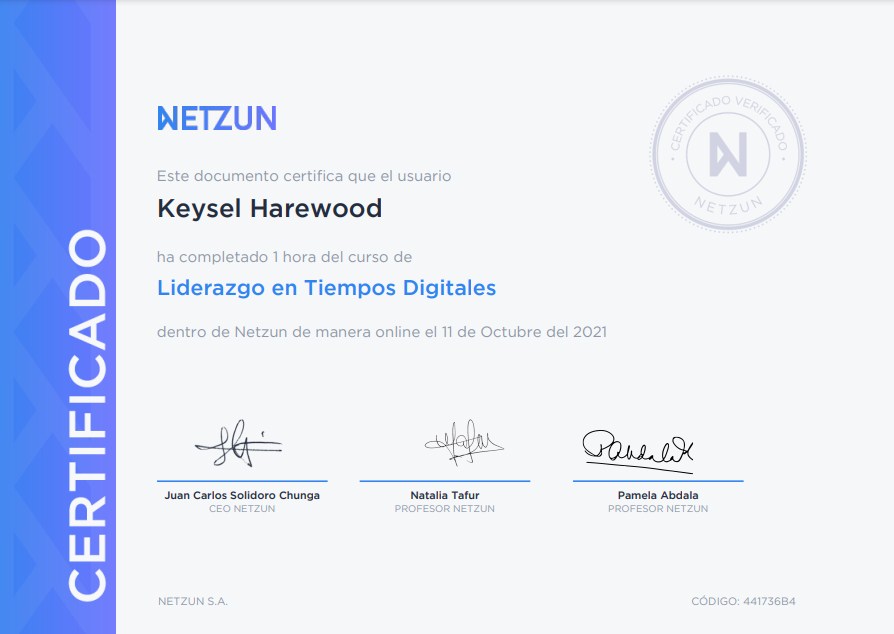 CERTIFICADO
NETZUN
CERTIFICADO VERIFICADO
NETZUN
Este documento certifica que el usuario
Keysel Harewood
ha completado 1 hora del curso de
Liderazgo en Tiempos Digitales
dentro de Netzun de manera online el 11 de Octubre del 2021
Juan Carlos Solidoro Chunga
CEO NETZUN
Natalia Tafur
PROFESOR NETZUN
Pamela Abdala
PROFESOR NETZUN
NETZUN S.A.
CÓDIGO: 441736B4